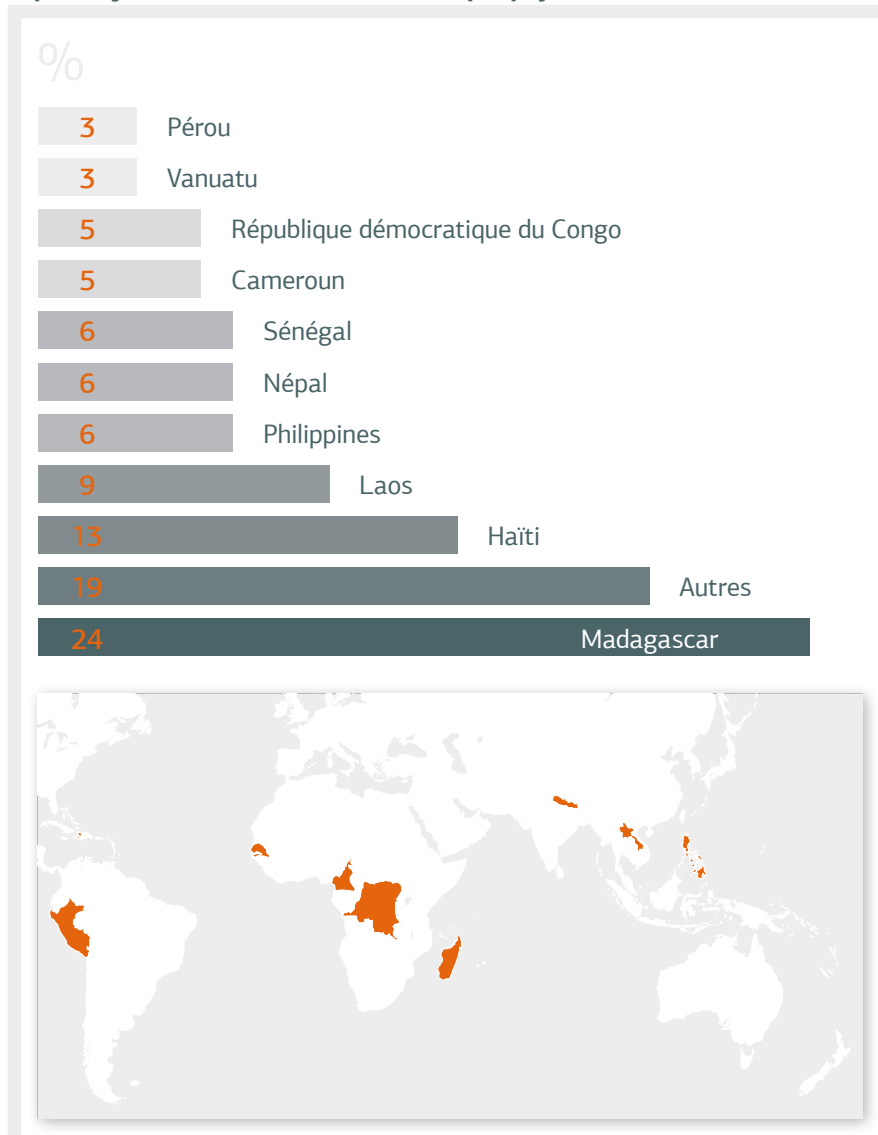 %
3 Pérou
3 Vanuatu
5 République démocratique du Congo
5 Cameroun
6 Sénégal
6 Népal
6 Philippines
9 Laos
13 Haïti
19 Autres
24 Madagascar